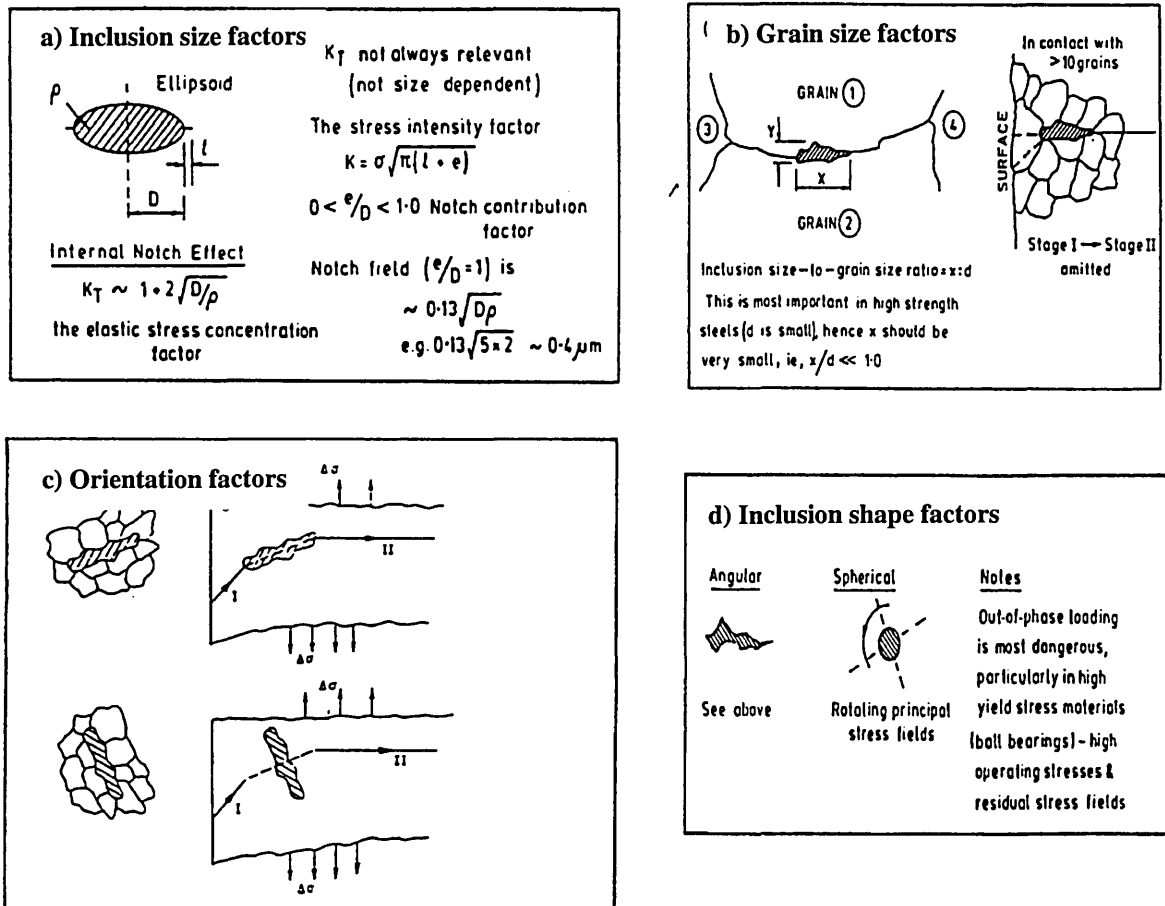 a) Inclusion size factors
ρ
Ellipsoid
l
D
Internal Notch Effect
K_T ~ 1+2√D/ρ
the elastic stress concentration
factor
K_T not always relevant
(not size dependent)
The stress intensity factor
K = σ√π(l + e)
0 < e/D < 1·0 Notch contribution
factor
Notch field (e/D = 1) is
~ 0·13√Dρ
e.g. 0·13√5x2 ~ 0·4 μm
b) Grain size factors
GRAIN 1
3
4
Y
X
GRAIN 2
In contact with
>10 grains
SURFACE
Stage I → Stage II
omitted
Inclusion size-to-grain size ratio = x:d
This is most important in high strength
steels (d is small), hence x should be
very small, ie, x/d << 1·0
c) Orientation factors
Δσ
I
II
Δσ
Δσ
I
II
Δσ
d) Inclusion shape factors
Angular
See above
Spherical
Rotating principal
stress fields
Notes
Out-of-phase loading
is most dangerous,
particularly in high
yield stress materials
(ball bearings) - high
operating stresses &
residual stress fields